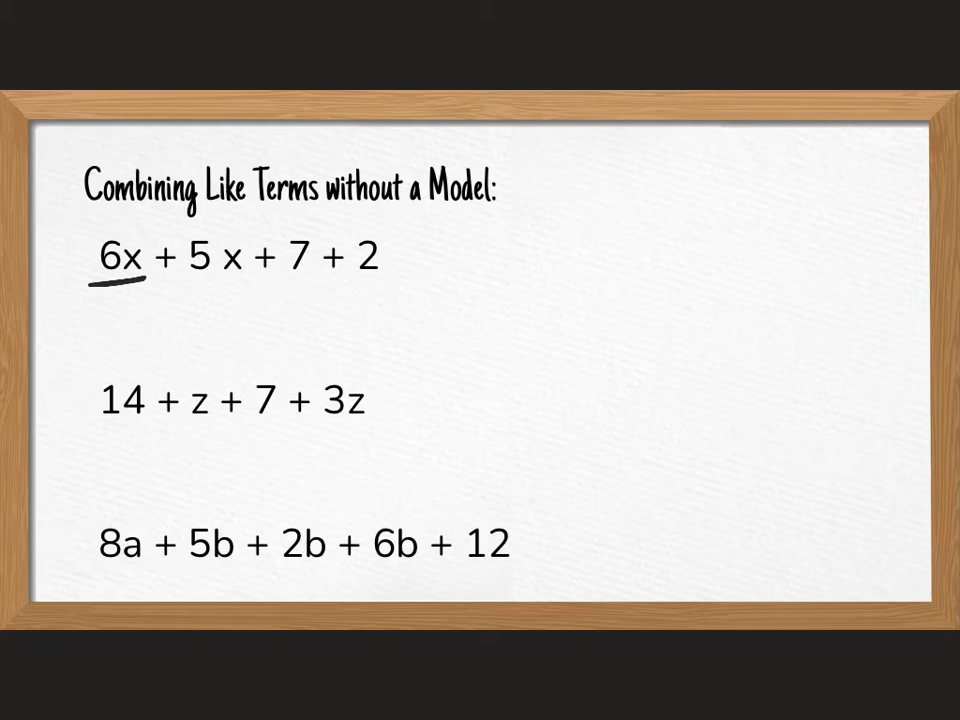 Combining Like Terms without a Model:
6x + 5 x + 7 + 2
14 + z + 7 + 3z
8a + 5b + 2b + 6b + 12